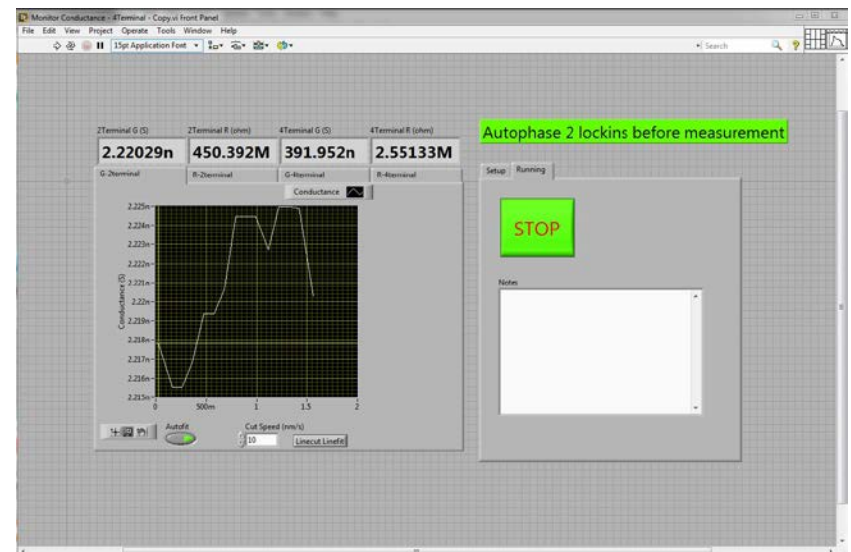 Monitor Conductance - 4Terminal - Copy.vi Front Panel
File Edit View Project Operate Tools Window Help
15pt Application Font
Search
2Terminal G (S) 2Terminal R (ohm) 4Terminal G (S) 4Terminal R (ohm)
2.22029n 450.392M 391.952n 2.55133M
G-2terminal R-2terminal G-4terminal R-4terminal
Conductance
2.225n
2.224n
2.223n
2.222n
2.221n
2.22n
2.219n
2.218n
2.217n
2.216n
2.215n
Conductance (S)
0 500m 1 1.5 2
Autofit
Cut Speed (nm/s)
10
Linecut Linefit
Autophase 2 lockins before measurement
Setup Running
STOP
Notes